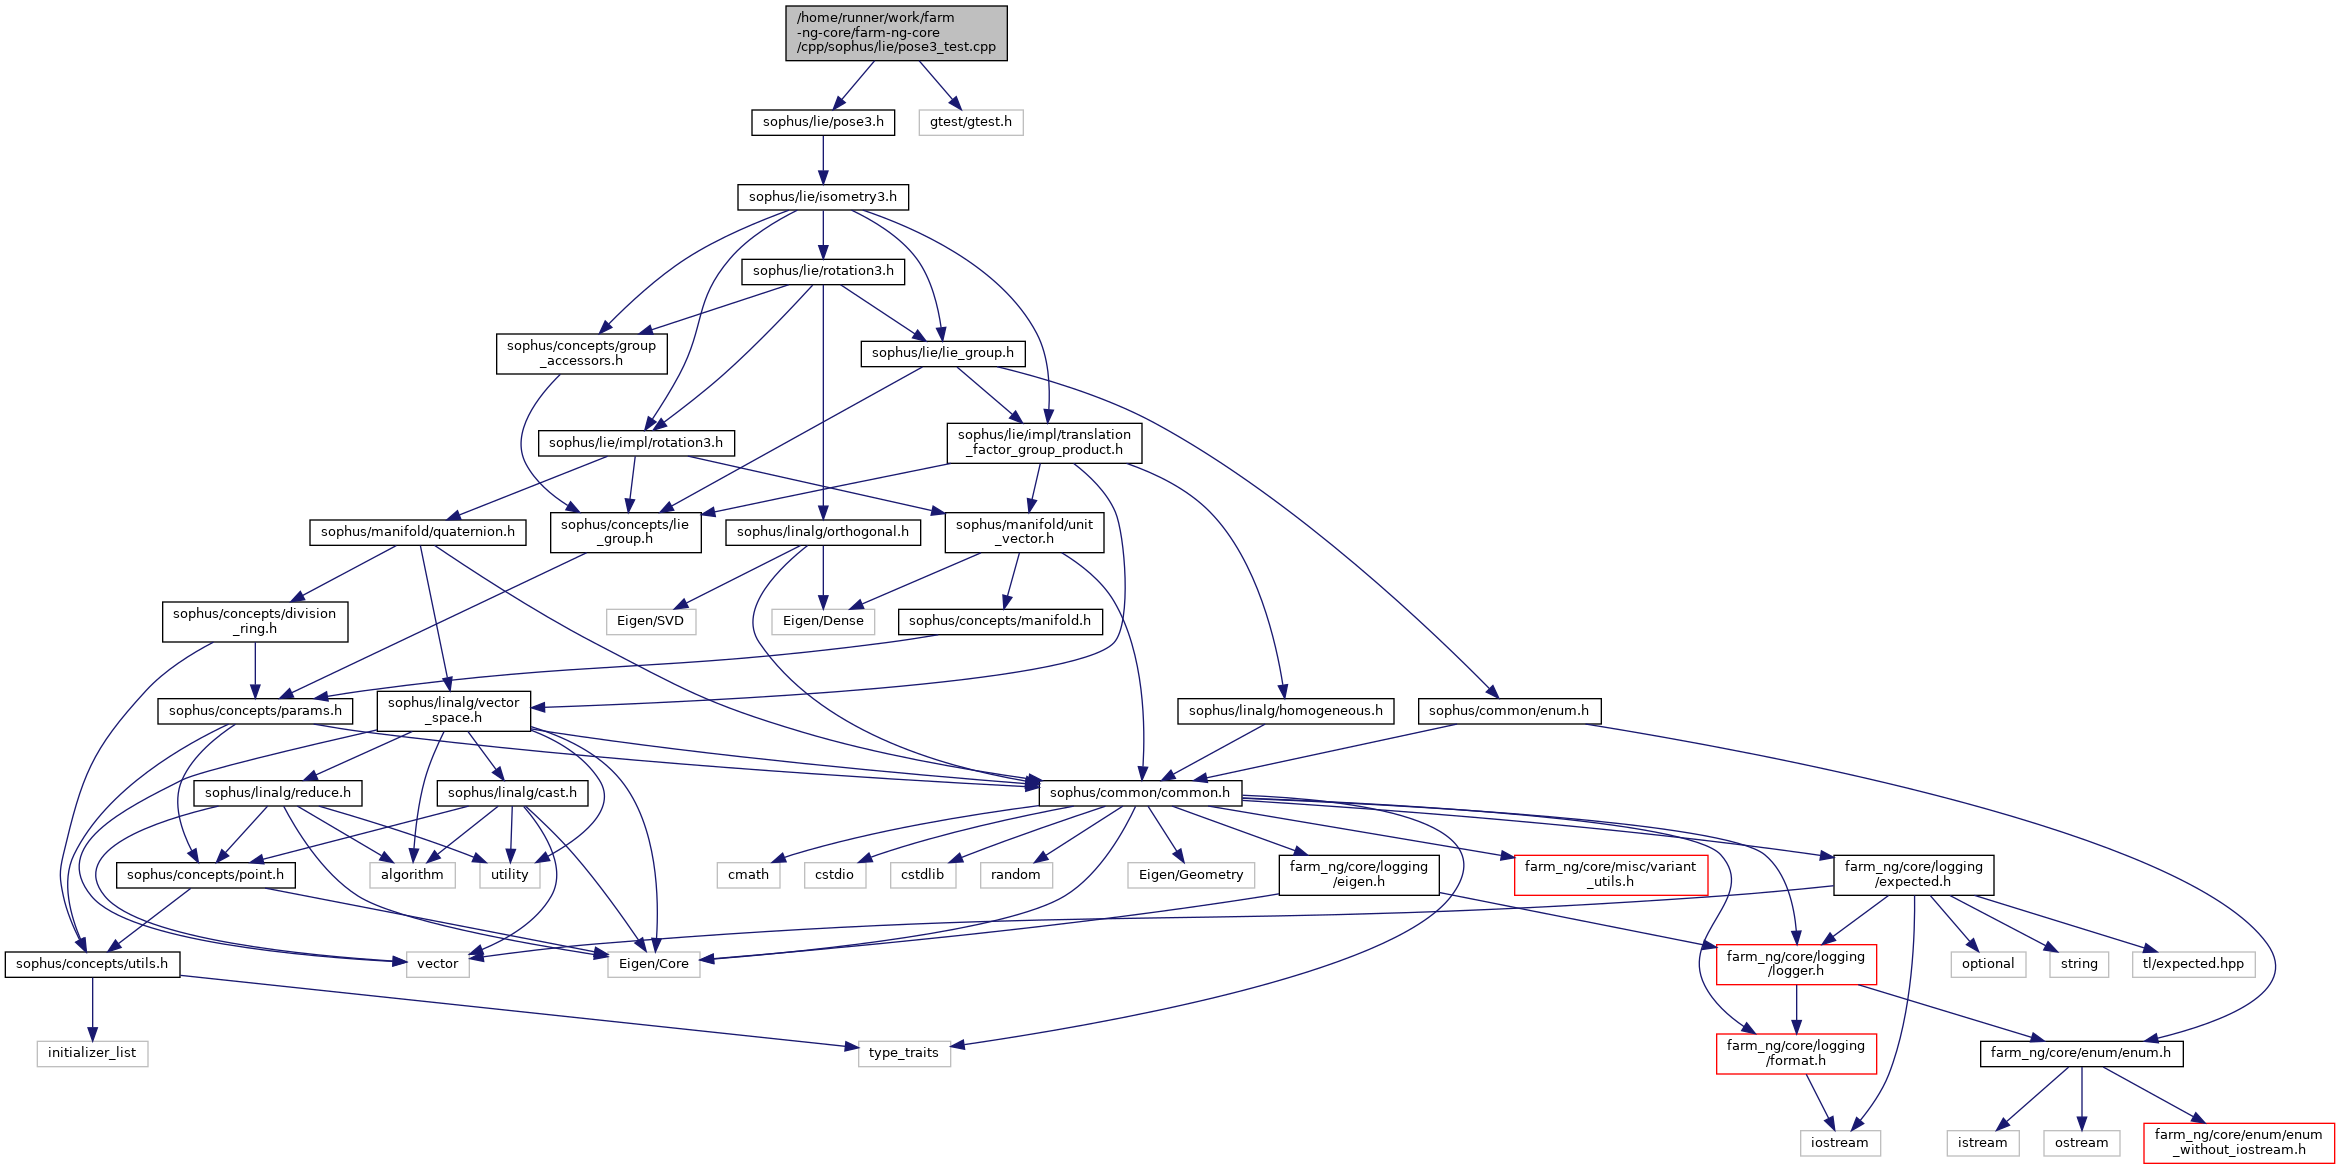 /home/runner/work/farm
-ng-core/farm-ng-core
/cpp/sophus/lie/pose3_test.cpp
sophus/lie/pose3.h
gtest/gtest.h
sophus/lie/isometry3.h
sophus/lie/rotation3.h
sophus/concepts/group
_accessors.h
sophus/lie/lie_group.h
sophus/lie/impl/rotation3.h
sophus/lie/impl/translation
_factor_group_product.h
sophus/manifold/quaternion.h
sophus/concepts/lie
_group.h
sophus/linalg/orthogonal.h
sophus/manifold/unit
_vector.h
sophus/concepts/division
_ring.h
Eigen/SVD
Eigen/Dense
sophus/concepts/manifold.h
sophus/concepts/params.h
sophus/linalg/vector
_space.h
sophus/linalg/homogeneous.h
sophus/common/enum.h
sophus/linalg/reduce.h
sophus/linalg/cast.h
sophus/common/common.h
sophus/concepts/point.h
algorithm
utility
cmath
cstdio
cstdlib
random
Eigen/Geometry
farm_ng/core/logging
/eigen.h
farm_ng/core/misc/variant
_utils.h
farm_ng/core/logging
/expected.h
sophus/concepts/utils.h
vector
Eigen/Core
farm_ng/core/logging
/logger.h
optional
string
tl/expected.hpp
initializer_list
type_traits
farm_ng/core/logging
/format.h
farm_ng/core/enum/enum.h
iostream
istream
ostream
farm_ng/core/enum/enum
_without_iostream.h